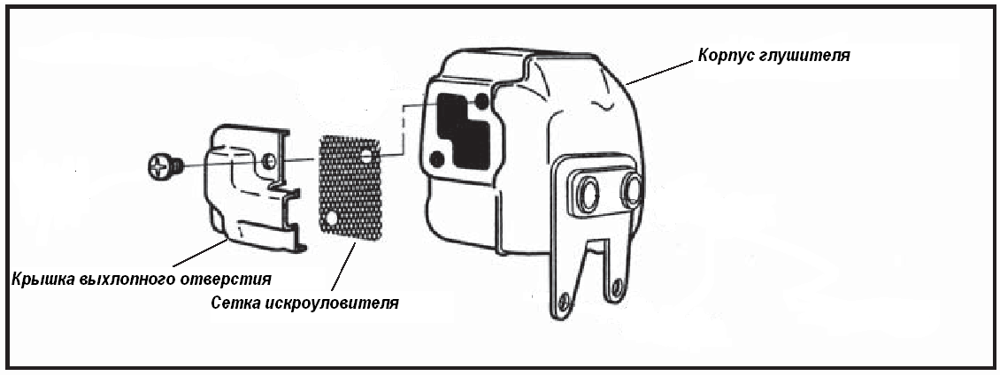 Корпус глушителя
Крышка выхлопного отверстия
Сетка искроуловителя